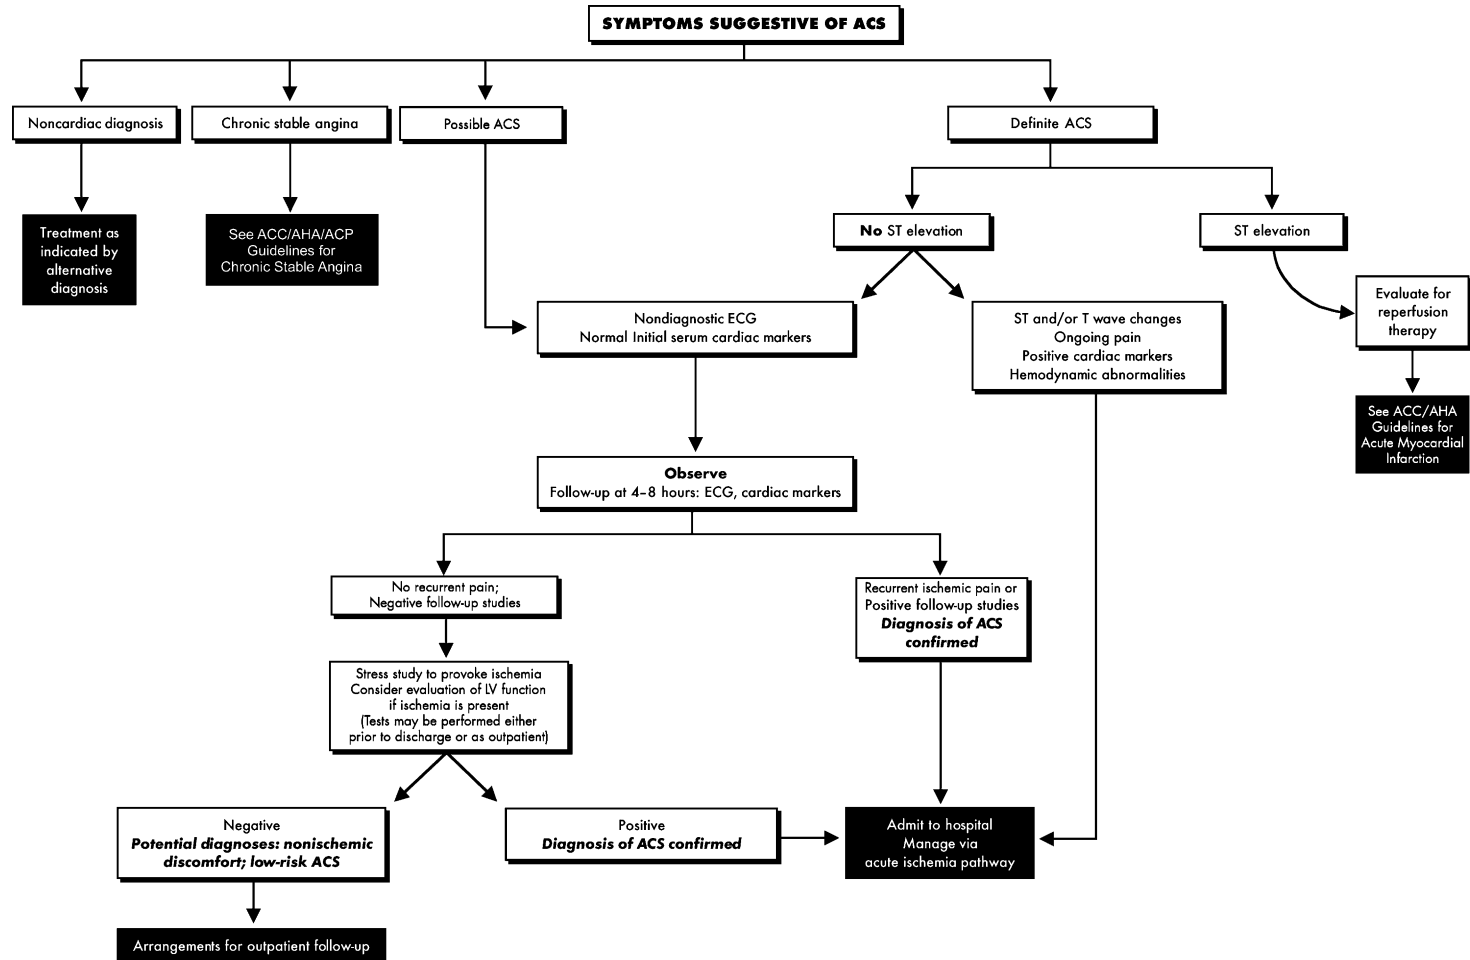 SYMPTOMS SUGGESTIVE OF ACS
Noncardiac diagnosis
Chronic stable angina
Possible ACS
Definite ACS
Treatment as
indicated by
alternative
diagnosis
See ACC/AHA/ACP
Guidelines for
Chronic Stable Angina
No ST elevation
ST elevation
Nondiagnostic ECG
Normal Initial serum cardiac markers
ST and/or T wave changes
Ongoing pain
Positive cardiac markers
Hemodynamic abnormalities
Evaluate for
reperfusion
therapy
See ACC/AHA
Guidelines for
Acute Myocardial
Infarction
Observe
Follow-up at 4–8 hours: ECG, cardiac markers
No recurrent pain;
Negative follow-up studies
Recurrent ischemic pain or
Positive follow-up studies
Diagnosis of ACS
confirmed
Stress study to provoke ischemia
Consider evaluation of LV function
if ischemia is present
(Tests may be performed either
prior to discharge or as outpatient)
Negative
Potential diagnoses: nonischemic
discomfort; low-risk ACS
Positive
Diagnosis of ACS confirmed
Admit to hospital
Manage via
acute ischemia pathway
Arrangements for outpatient follow-up